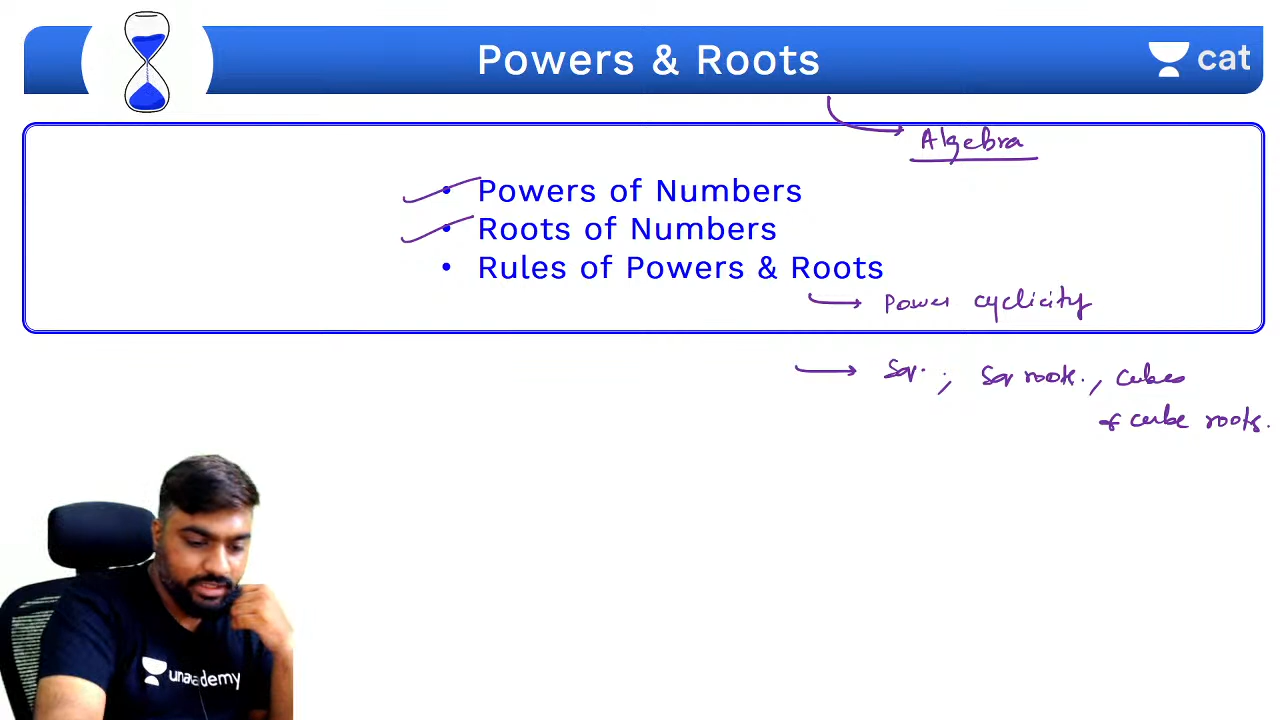 Powers & Roots
cat
Algebra
• Powers of Numbers
• Roots of Numbers
• Rules of Powers & Roots
Power cyclicity
Sq. , Sq root. , Cubes
& cube roots.
unacademy